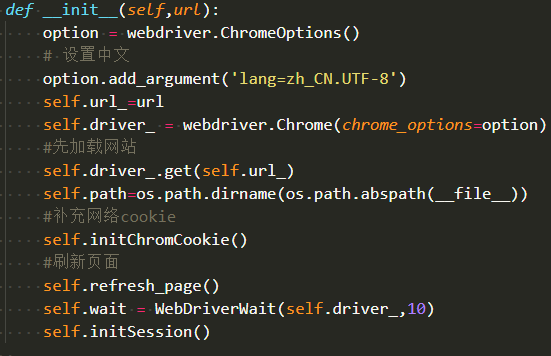 def __init__(self,url):
option = webdriver.ChromeOptions()
# 设置中文
option.add_argument('lang=zh_CN.UTF-8')
self.url_=url
self.driver_ = webdriver.Chrome(chrome_options=option)
#先加载网站
self.driver_.get(self.url_)
self.path=os.path.dirname(os.path.abspath(__file__))
#补充网络cookie
self.initChromCookie()
#刷新页面
self.refresh_page()
self.wait = WebDriverWait(self.driver_,10)
self.initSession()